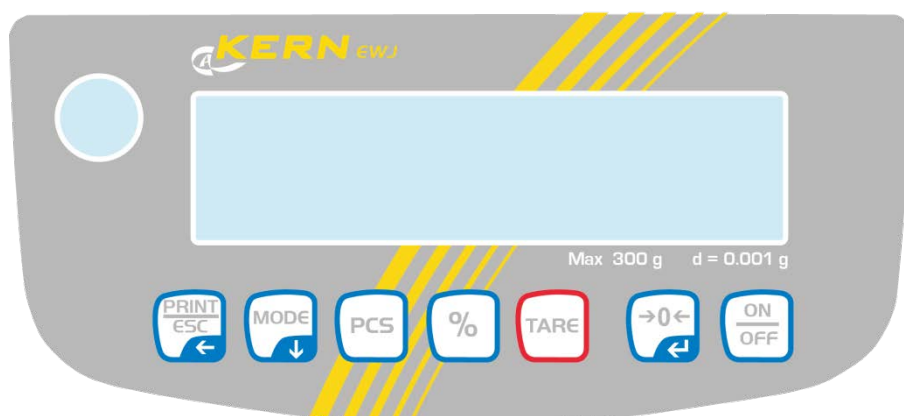 KERN EWJ
Max 300 g d = 0.001 g
PRINT
ESC
MODE
PCS
%
TARE
→0←
ON
OFF